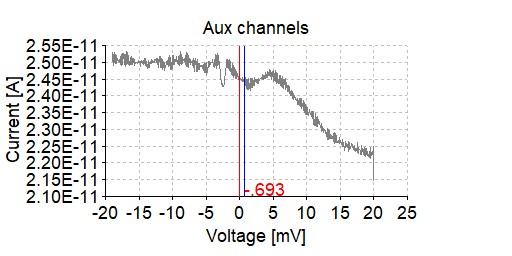 Aux channels
Current [A]
2.55E-11
2.50E-11
2.45E-11
2.40E-11
2.35E-11
2.30E-11
2.25E-11
2.20E-11
2.15E-11
2.10E-11
-.693
-20 -15 -10 -5 0 5 10 15 20 25
Voltage [mV]